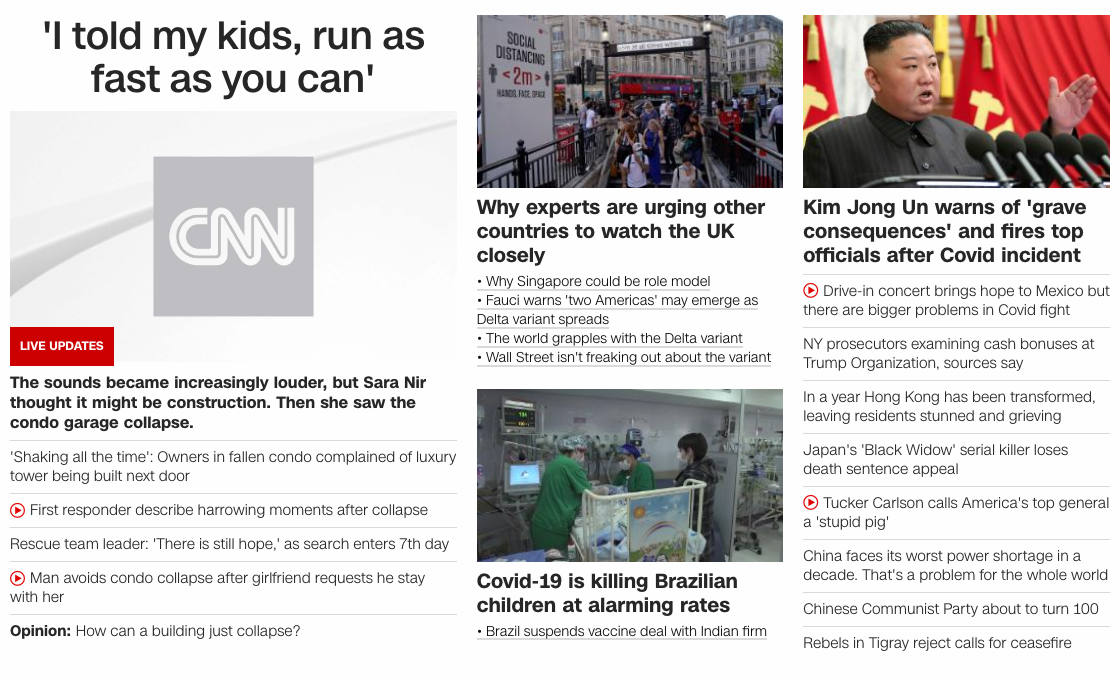 'I told my kids, run as
fast as you can'
CNN
LIVE UPDATES
The sounds became increasingly louder, but Sara Nir
thought it might be construction. Then she saw the
condo garage collapse.
'Shaking all the time': Owners in fallen condo complained of luxury
tower being built next door
First responder describe harrowing moments after collapse
Rescue team leader: 'There is still hope,' as search enters 7th day
Man avoids condo collapse after girlfriend requests he stay
with her
Opinion: How can a building just collapse?
SOCIAL
DISTANCING
< 2m >
HANDS. FACE. SPACE
Why experts are urging other
countries to watch the UK
closely
• Why Singapore could be role model
• Fauci warns 'two Americas' may emerge as
Delta variant spreads
• The world grapples with the Delta variant
• Wall Street isn't freaking out about the variant
Covid-19 is killing Brazilian
children at alarming rates
• Brazil suspends vaccine deal with Indian firm
Kim Jong Un warns of 'grave
consequences' and fires top
officials after Covid incident
Drive-in concert brings hope to Mexico but
there are bigger problems in Covid fight
NY prosecutors examining cash bonuses at
Trump Organization, sources say
In a year Hong Kong has been transformed,
leaving residents stunned and grieving
Japan's 'Black Widow' serial killer loses
death sentence appeal
Tucker Carlson calls America's top general
a 'stupid pig'
China faces its worst power shortage in a
decade. That's a problem for the whole world
Chinese Communist Party about to turn 100
Rebels in Tigray reject calls for ceasefire